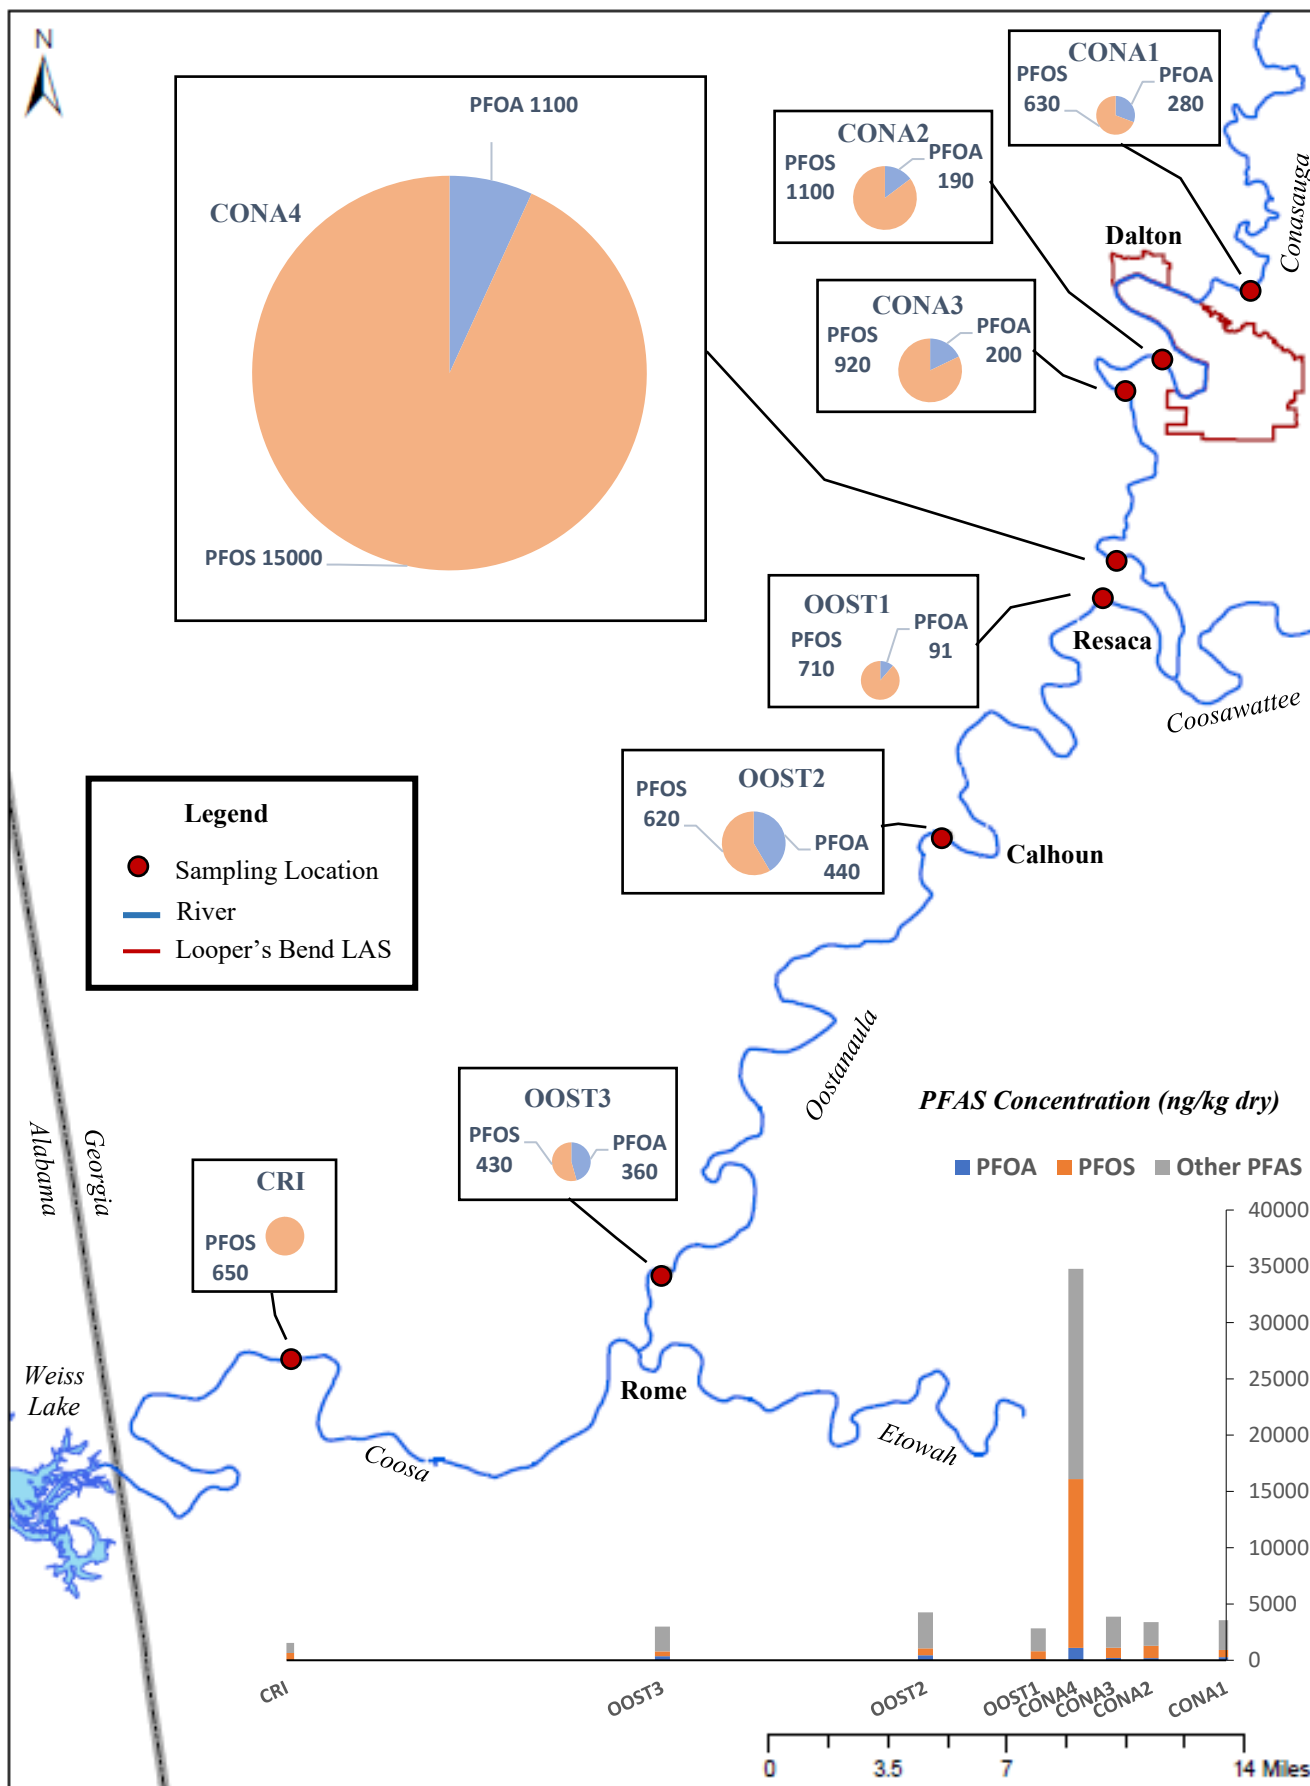 N
CONA1
PFOS
630
PFOA
280
PFOA 1100
CONA4
PFOS 15000
CONA2
PFOS
1100
PFOA
190
Conasauga
Dalton
CONA3
PFOS
920
PFOA
200
OOST1
PFOS
710
PFOA
91
Resaca
Coosawattee
OOST2
PFOS
620
PFOA
440
Calhoun
Legend
Sampling Location
River
Looper's Bend LAS
Oostanaula
OOST3
PFOS
430
PFOA
360
PFAS Concentration (ng/kg dry)
PFOA
PFOS
Other PFAS
Alabama
Georgia
CRI
PFOS
650
Weiss
Lake
Rome
Coosa
Etowah
40000
35000
30000
25000
20000
15000
10000
5000
0
CRI
OOST3
OOST2
OOST1
CONA4
CONA3
CONA2
CONA1
0
3.5
7
14 Miles